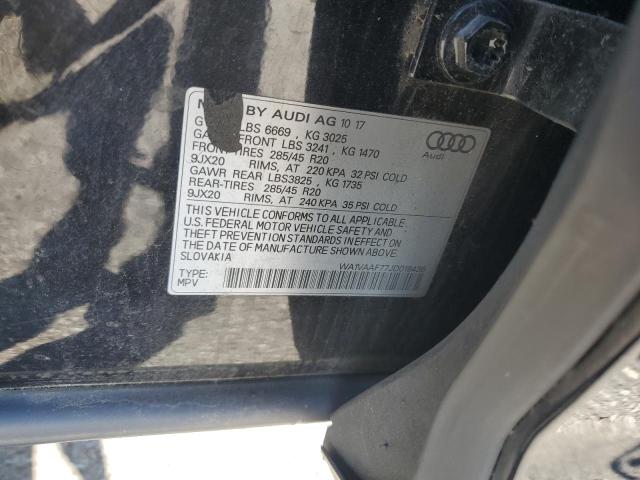 BY AUDI AG 10 17
LBS 6669 , KG 3025
FRONT LBS 3241 , KG 1470
FRONT-TIRES 285/45 R20
9JX20 RIMS, AT 220 KPA 32 PSI COLD
GAWR REAR LBS3825 , KG 1735
REAR-TIRES 285/45 R20
9JX20 RIMS, AT 240 KPA 35 PSI COLD
Audi
THIS VEHICLE CONFORMS TO ALL APPLICABLE
U.S. FEDERAL MOTOR VEHICLE SAFETY AND
THEFT PREVENTION STANDARDS IN EFFECT ON
THE DATE OF MANUFACTURE SHOWN ABOVE
SLOVAKIA
TYPE:
MPV